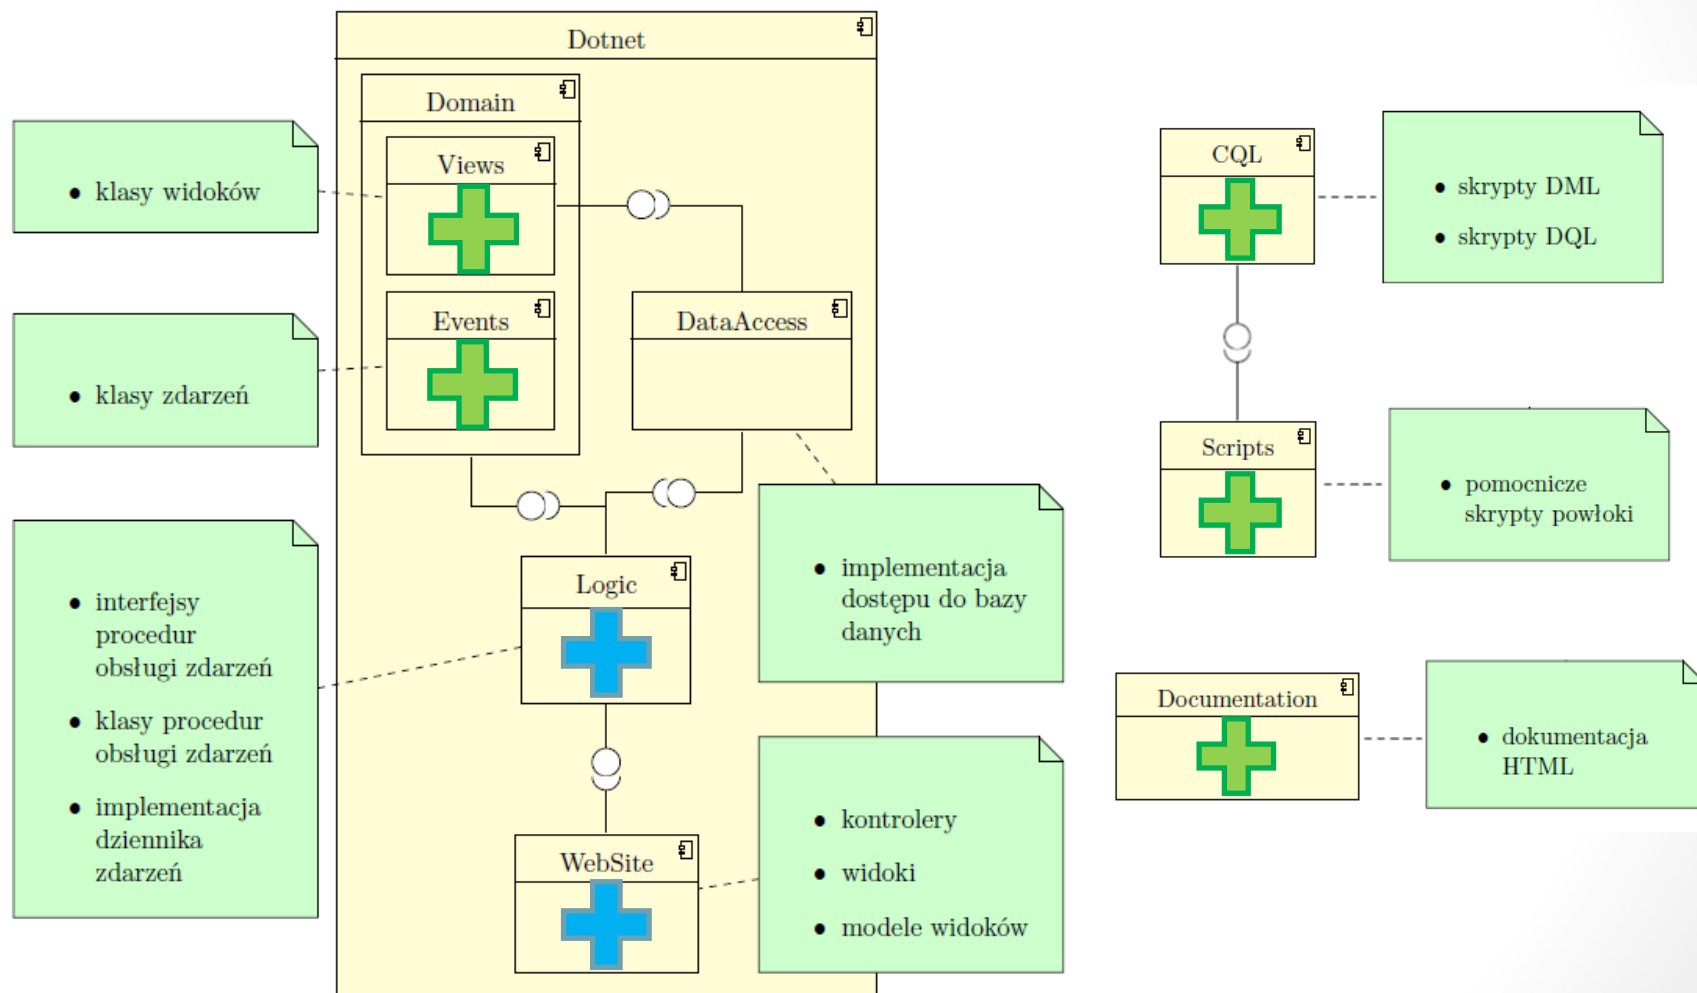 Dotnet
Domain
Views
• klasy widoków
Events
• klasy zdarzeń
DataAccess
• implementacja
dostępu do bazy
danych
Logic
• interfejsy
procedur
obsługi zdarzeń
• klasy procedur
obsługi zdarzeń
• implementacja
dziennika
zdarzeń
WebSite
• kontrolery
• widoki
• modele widoków
CQL
• skrypty DML
• skrypty DQL
Scripts
• pomocnicze
skrypty powłoki
Documentation
• dokumentacja
HTML